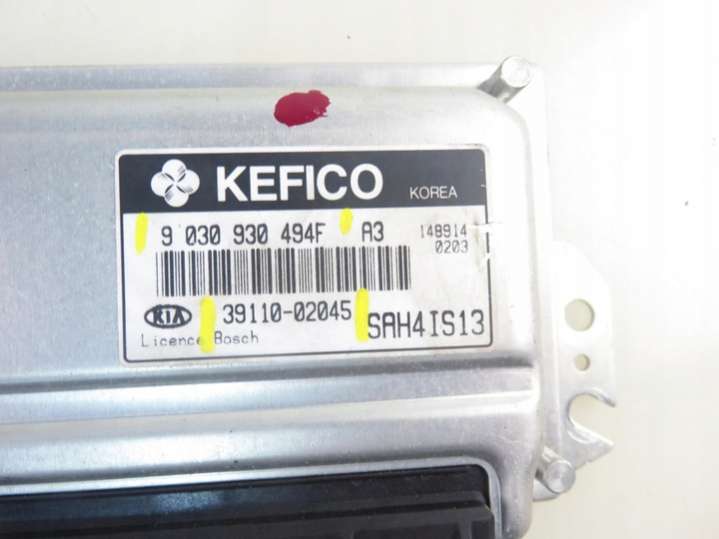 KEFICO KOREA
9 030 930 494F A3 148914
0203
KIA 39110-02045 SAH4IS13
Licence Bosch